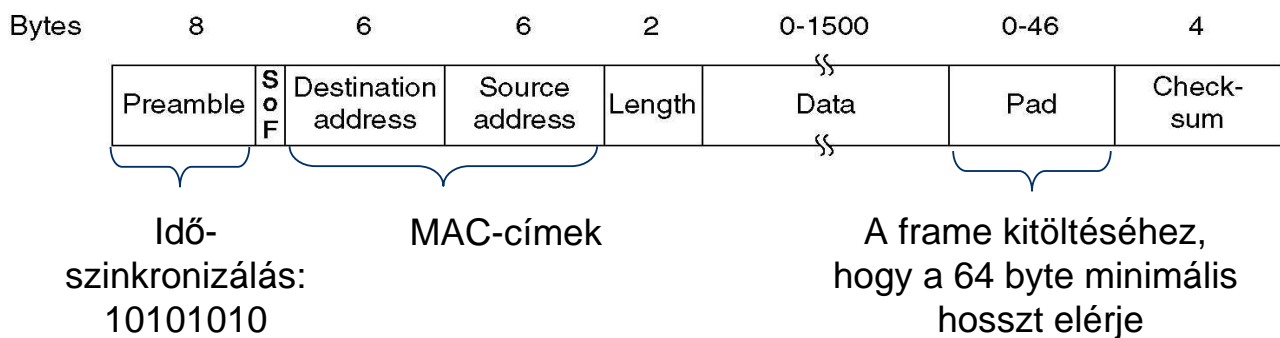 Bytes 8 6 6 2 0-1500 0-46 4
Preamble
S
o
F
Destination
address
Source
address
Length
Data
Pad
Check-
sum
Idő-
szinkronizálás:
10101010
MAC-címek
A frame kitöltéséhez,
hogy a 64 byte minimális
hosszt elérje